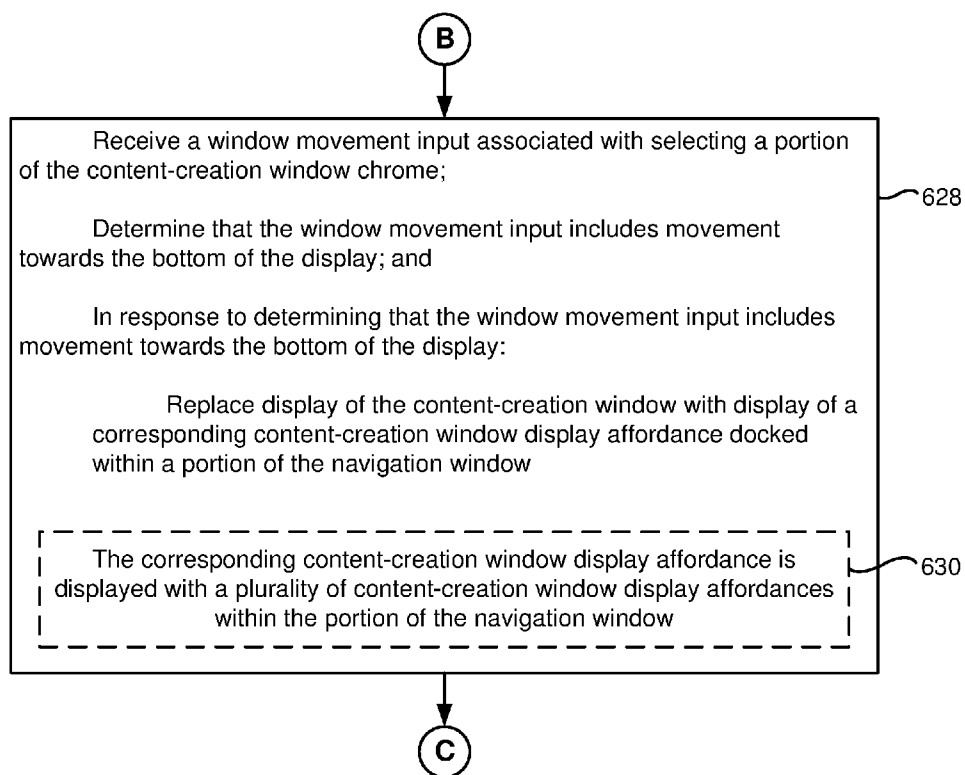 B
Receive a window movement input associated with selecting a portion
of the content-creation window chrome;
628
Determine that the window movement input includes movement
towards the bottom of the display; and
In response to determining that the window movement input includes
movement towards the bottom of the display:
Replace display of the content-creation window with display of a
corresponding content-creation window display affordance docked
within a portion of the navigation window
The corresponding content-creation window display affordance is
displayed with a plurality of content-creation window display affordances
within the portion of the navigation window
630
C